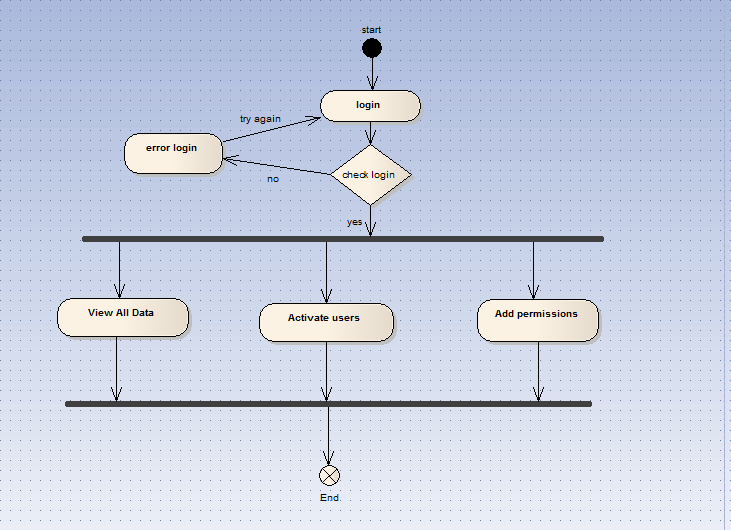 start
login
try again
error login
check login
no
yes
View All Data
Activate users
Add permissions
End